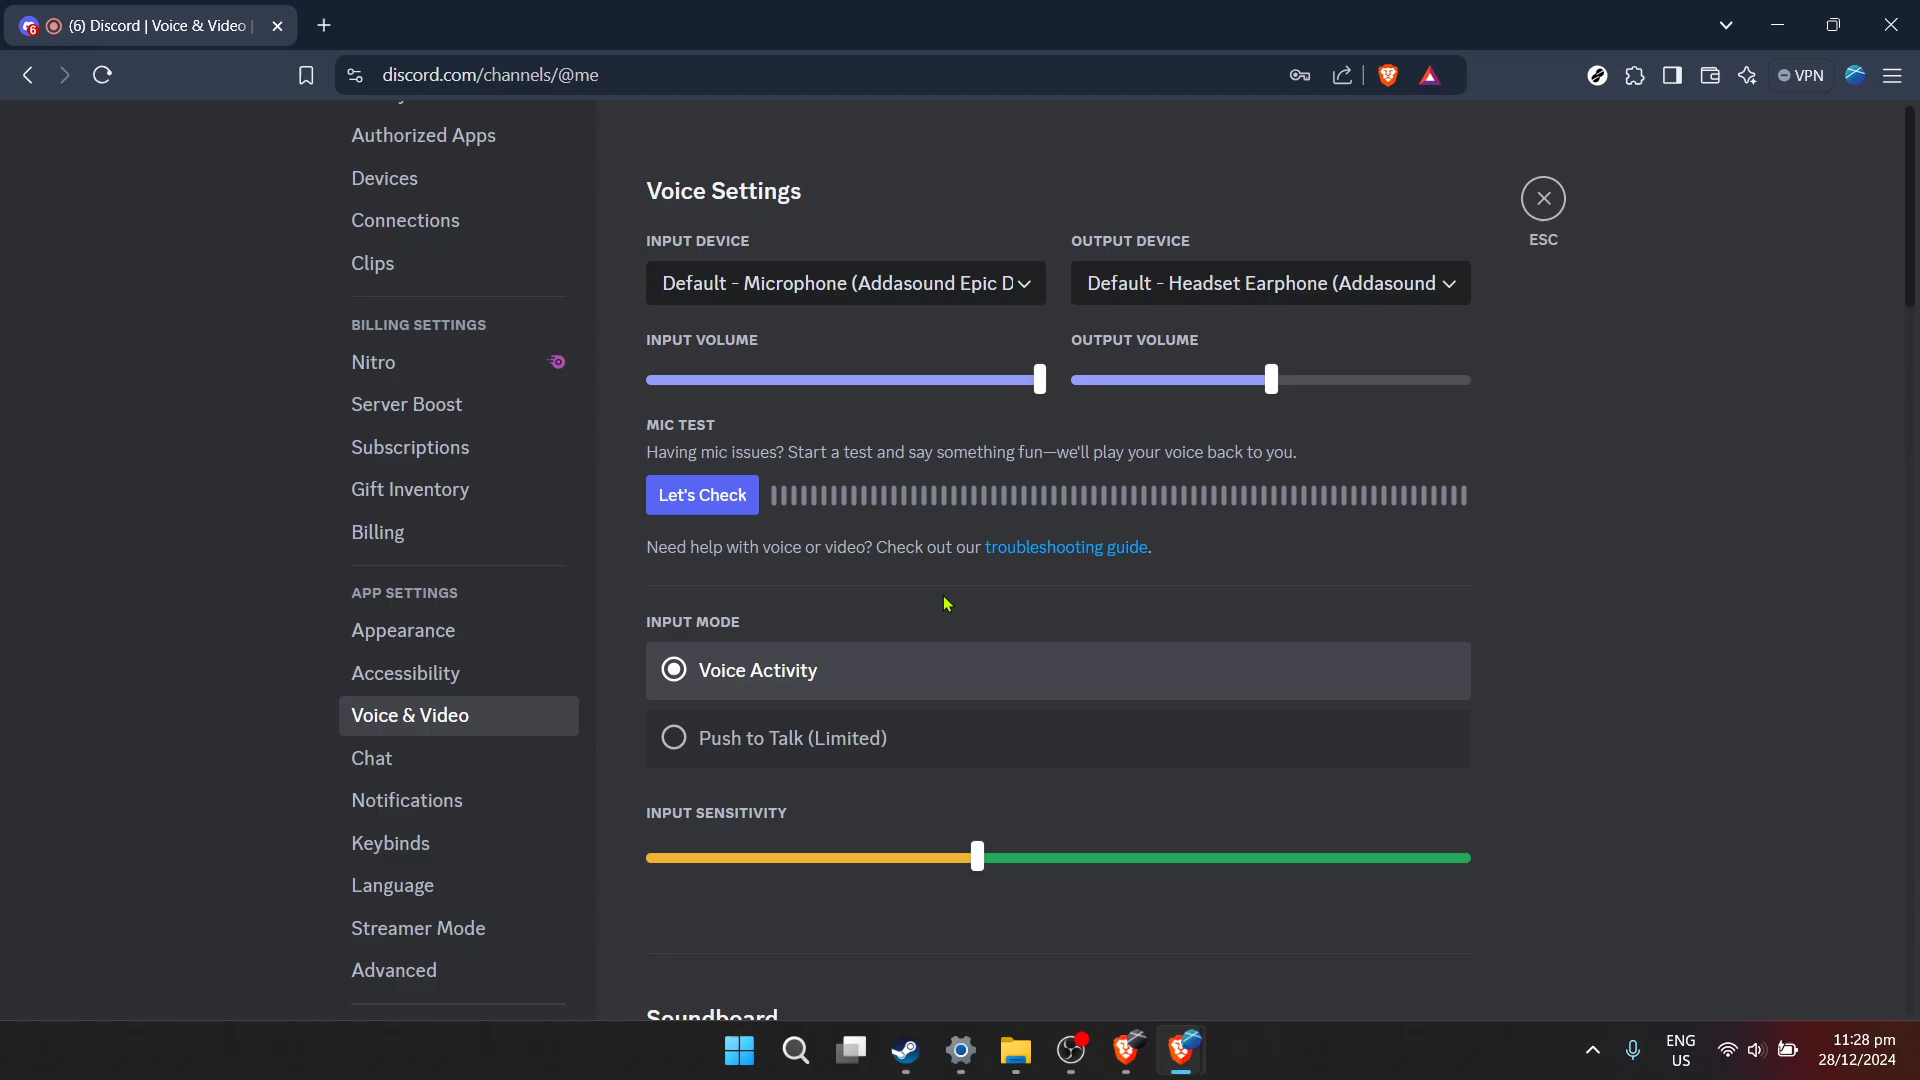 (6) Discord | Voice & Video |
discord.com/channels/@me
VPN
Authorized Apps
Devices
Connections
Clips
BILLING SETTINGS
Nitro
Server Boost
Subscriptions
Gift Inventory
Billing
APP SETTINGS
Appearance
Accessibility
Voice & Video
Chat
Notifications
Keybinds
Language
Streamer Mode
Advanced
Voice Settings
ESC
INPUT DEVICE
Default - Microphone (Addasound Epic D
OUTPUT DEVICE
Default - Headset Earphone (Addasound
INPUT VOLUME
OUTPUT VOLUME
MIC TEST
Having mic issues? Start a test and say something fun—we'll play your voice back to you.
Let's Check
Need help with voice or video? Check out our troubleshooting guide.
INPUT MODE
Voice Activity
Push to Talk (Limited)
INPUT SENSITIVITY
Soundboard
ENG
US
11:28 pm
28/12/2024